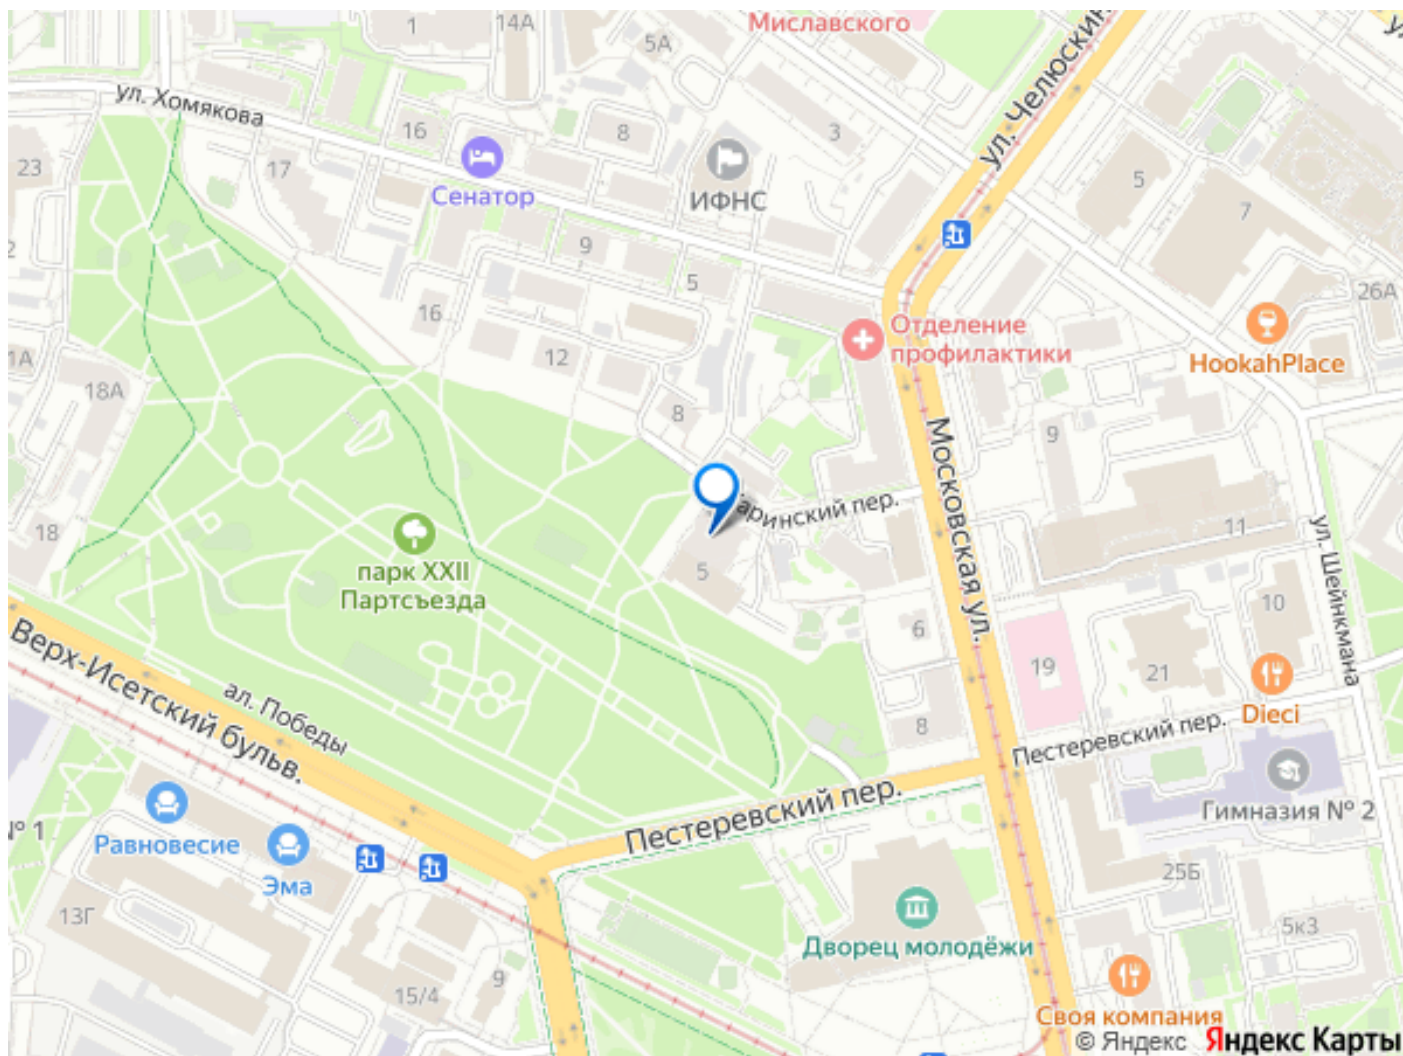 Миславского
14А
1
5А
ул. Челюскин
ул. Хомякова
16
8
3
23
17
Сенатор
ИФНС
5
7
9
5
26А
16
Отделение
профилактики
HookahPlace
12
1А
18А
8
9
Московская ул.
аринский пер.
11
ул. Шейнкмана
18
парк XXII
Партсъезда
5
10
6
19
21
Верх-Исетский бульв.
ал. Победы
Dieci
8
Пестеревский пер.
Пестеревский пер.
Гимназия № 2
№ 1
Равновесие
Эма
25Б
13Г
5к3
Дворец молодёжи
9
15/4
Своя компания
© Яндекс Яндекс Карты